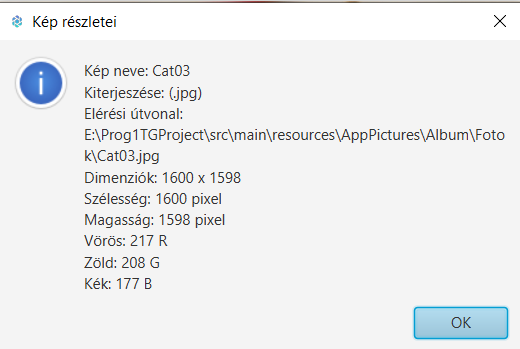 Kép részletei
Kép neve: Cat03
Kiterjeszése: (.jpg)
Elérési útvonal:
E:\Prog1TGProject\src\main\resources\AppPictures\Album\Foto
k\Cat03.jpg
Dimenziók: 1600 x 1598
Szélesség: 1600 pixel
Magasság: 1598 pixel
Vörös: 217 R
Zöld: 208 G
Kék: 177 B
OK